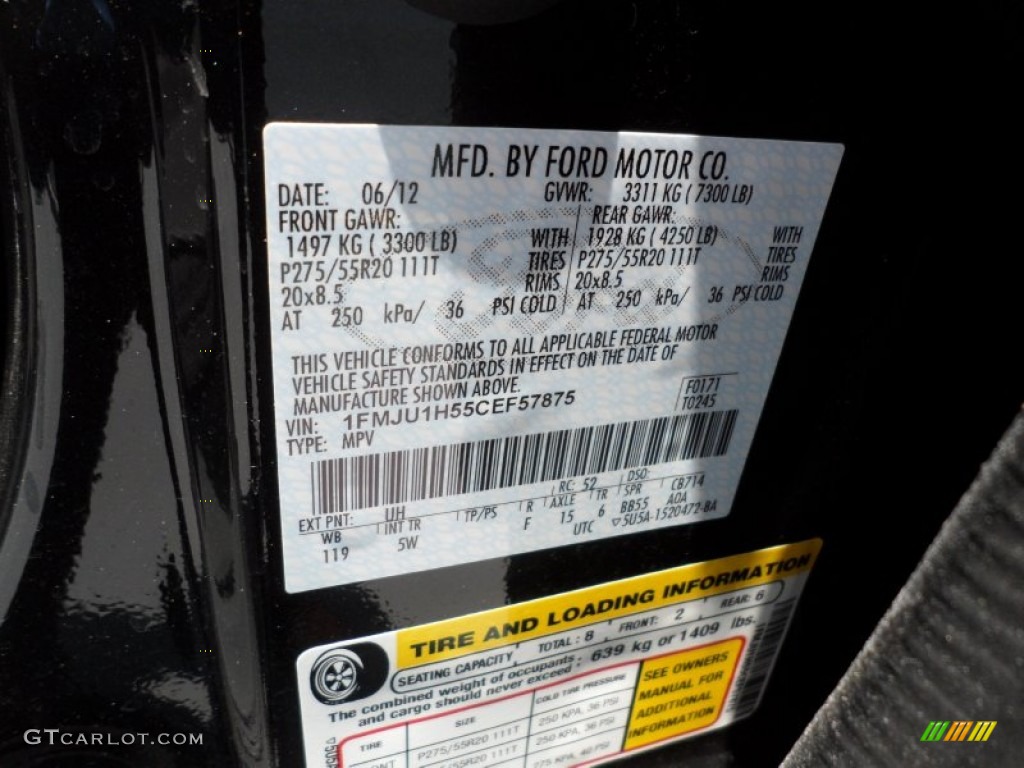 MFD. BY FORD MOTOR CO.
DATE: 06/12 GVWR: 3311 KG ( 7300 LB)
FRONT GAWR: REAR GAWR:
1497 KG ( 3300 LB) WITH 1928 KG ( 4250 LB) WITH
P275/55R20 111T TIRES P275/55R20 111T TIRES
20x8.5 RIMS 20x8.5 RIMS
AT 250 kPa/ 36 PSI COLD AT 250 kPa/ 36 PSI COLD
THIS VEHICLE CONFORMS TO ALL APPLICABLE FEDERAL MOTOR
VEHICLE SAFETY STANDARDS IN EFFECT ON THE DATE OF
MANUFACTURE SHOWN ABOVE.
VIN: 1FMJU1H55CEF57875 F0171
TYPE: MPV T0245
EXT PNT: UH RC: 52 DSO:
WB INT TR TP/PS R AXLE TR SPR CB714
119 5W F 15 6 BB55 AOA
UTC ▽5U5A-1520472-BA
TIRE AND LOADING INFORMATION
SEATING CAPACITY TOTAL: 8 FRONT: 2 REAR: 6
The combined weight of occupants
and cargo should never exceed: 639 kg or 1409 lbs.
TIRE SIZE COLD TIRE PRESSURE
FRONT P275/55R20 111T 250 KPA, 36 PSI
P275/55R20 111T 250 KPA, 36 PSI
275 KPA, 40 PSI
SEE OWNERS
MANUAL FOR
ADDITIONAL
INFORMATION
GTCARLOT.COM